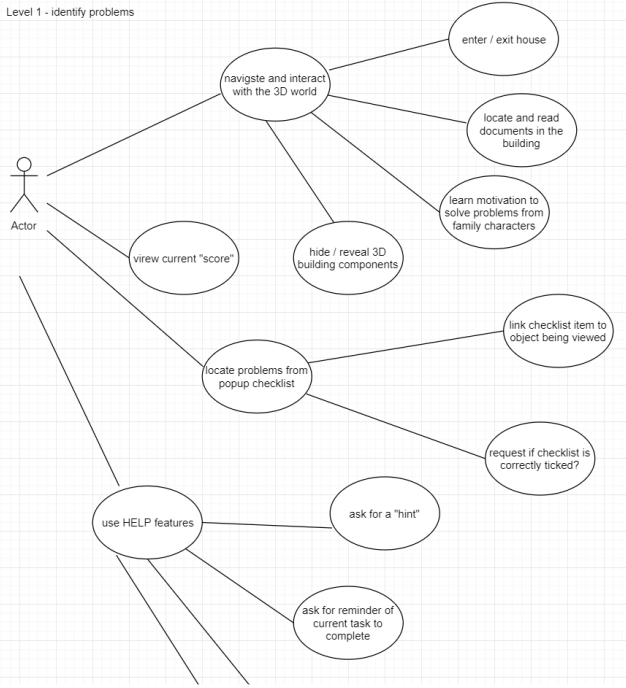 Level 1 - identify problems
enter / exit house
navigste and interact
with the 3D world
locate and read
documents in the
building
Actor
learn motivation to
solve problems from
family characters
virew current "score"
hide / reveal 3D
building components
link checklist item to
object being viewed
locate problems from
popup checklist
request if checklist is
correctly ticked?
ask for a "hint"
use HELP features
ask for reminder of
current task to
complete